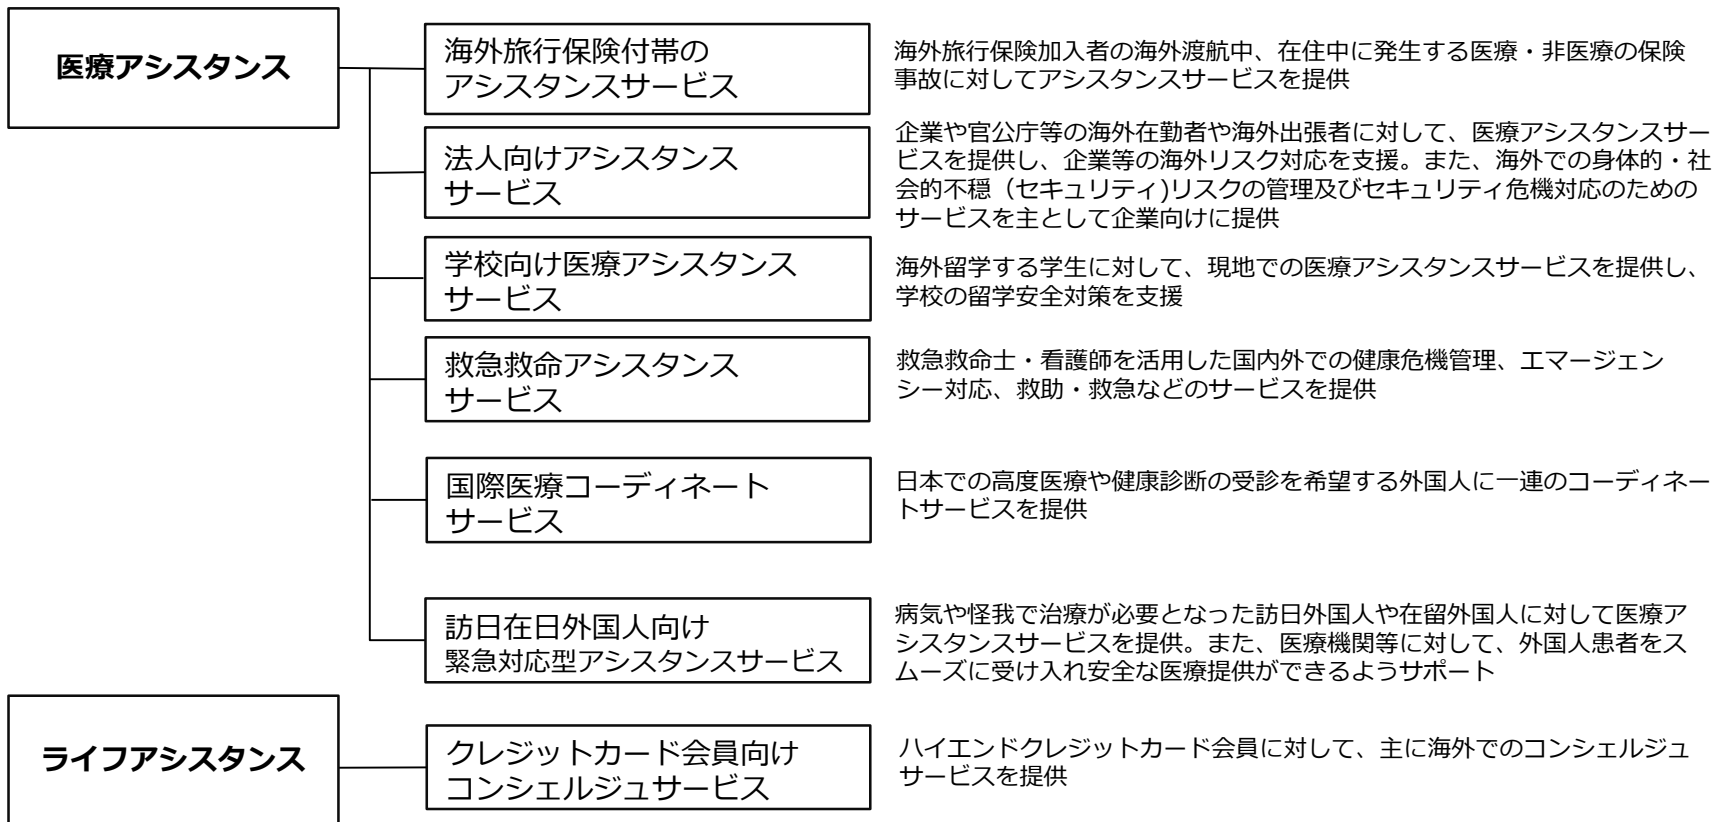 医療アシスタンス
海外旅行保険付帯の
アシスタンスサービス
海外旅行保険加入者の海外渡航中、在住中に発生する医療・非医療の保険
事故に対してアシスタンスサービスを提供
法人向けアシスタンス
サービス
企業や官公庁等の海外在勤者や海外出張者に対して、医療アシスタンスサー
ビスを提供し、企業等の海外リスク対応を支援。また、海外での身体的・社
会的不穏（セキュリティ)リスクの管理及びセキュリティ危機対応のための
サービスを主として企業向けに提供
学校向け医療アシスタンス
サービス
海外留学する学生に対して、現地での医療アシスタンスサービスを提供し、
学校の留学安全対策を支援
救急救命アシスタンス
サービス
救急救命士・看護師を活用した国内外での健康危機管理、エマージェン
シー対応、救助・救急などのサービスを提供
国際医療コーディネート
サービス
日本での高度医療や健康診断の受診を希望する外国人に一連のコーディネー
トサービスを提供
訪日在日外国人向け
緊急対応型アシスタンスサービス
病気や怪我で治療が必要となった訪日外国人や在留外国人に対して医療ア
シスタンスサービスを提供。また、医療機関等に対して、外国人患者をス
ムーズに受け入れ安全な医療提供ができるようサポート
ライフアシスタンス
クレジットカード会員向け
コンシェルジュサービス
ハイエンドクレジットカード会員に対して、主に海外でのコンシェルジュ
サービスを提供